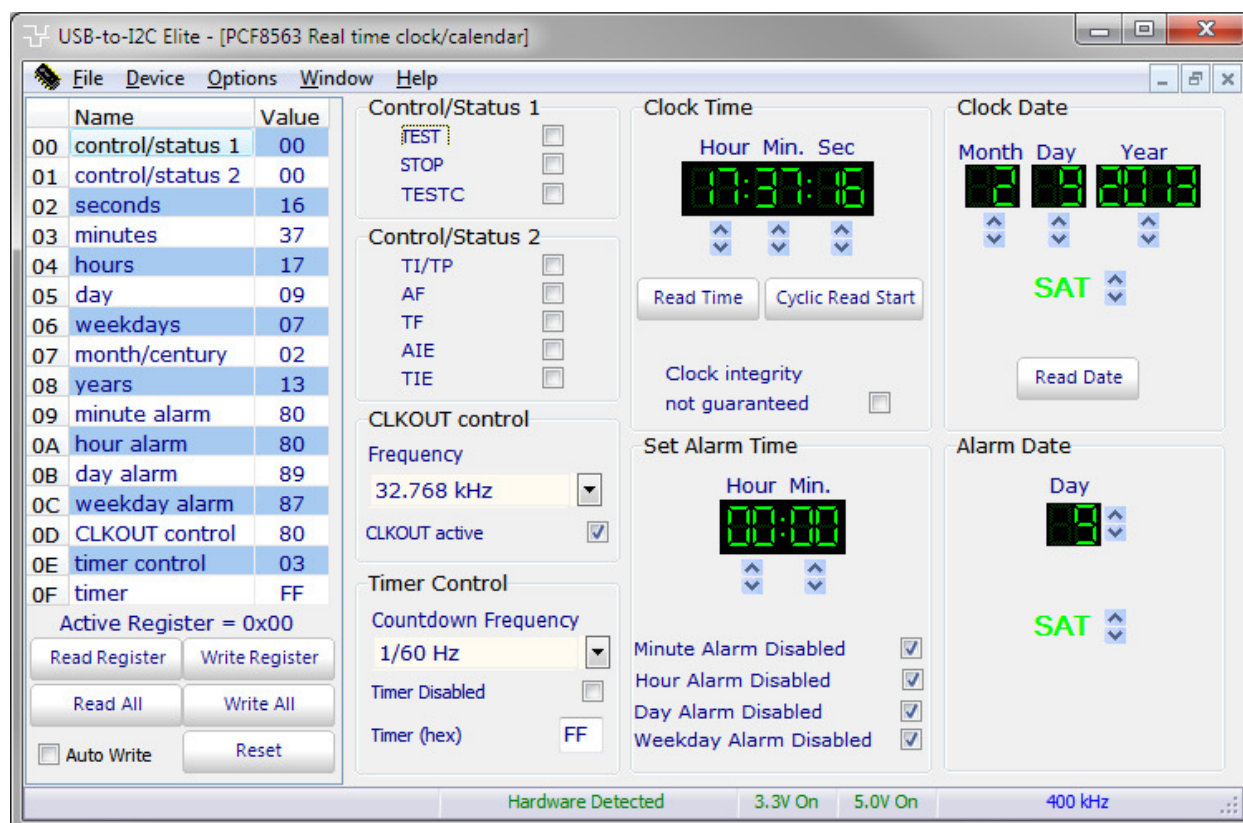 USB-to-I2C Elite - [PCF8563 Real time clock/calendar]
File Device Options Window Help
Name Value
00 control/status 1 00
01 control/status 2 00
02 seconds 16
03 minutes 37
04 hours 17
05 day 09
06 weekdays 07
07 month/century 02
08 years 13
09 minute alarm 80
0A hour alarm 80
0B day alarm 89
0C weekday alarm 87
0D CLKOUT control 80
0E timer control 03
0F timer FF
Active Register = 0x00
Read Register Write Register
Read All Write All
Auto Write Reset
Control/Status 1
TEST
STOP
TESTC
Control/Status 2
TI/TP
AF
TF
AIE
TIE
CLKOUT control
Frequency
32.768 kHz
CLKOUT active
Timer Control
Countdown Frequency
1/60 Hz
Timer Disabled
Timer (hex) FF
Clock Time
Hour Min. Sec
17:37:16
Read Time Cyclic Read Start
Clock integrity
not guaranteed
Set Alarm Time
Hour Min.
00:00
Minute Alarm Disabled
Hour Alarm Disabled
Day Alarm Disabled
Weekday Alarm Disabled
Clock Date
Month Day Year
2 9 2013
SAT
Read Date
Alarm Date
Day
9
SAT
Hardware Detected 3.3V On 5.0V On 400 kHz